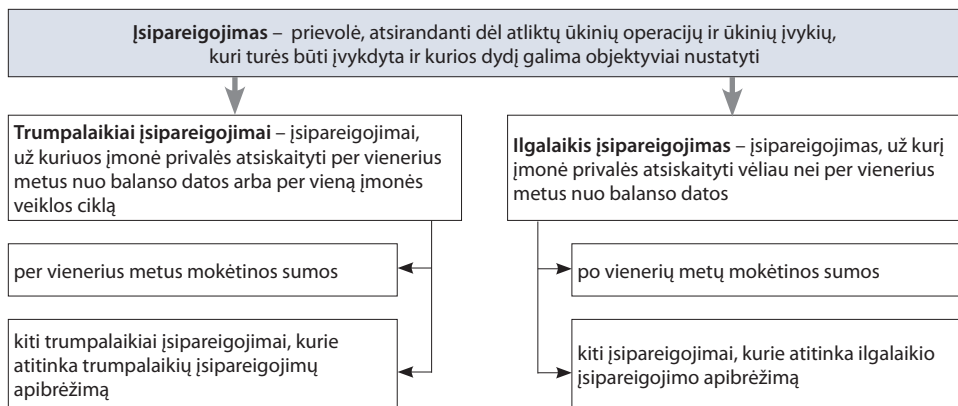 Įsipareigojimas – prievolė, atsirandanti dėl atliktų ūkinių operacijų ir ūkinių įvykių,
kuri turės būti įvykdyta ir kurios dydį galima objektyviai nustatyti
Trumpalaikiai įsipareigojimai – įsipareigojimai,
už kuriuos įmonė privalės atsiskaityti per vienerius
metus nuo balanso datos arba per vieną įmonės
veiklos ciklą
Ilgalaikis įsipareigojimas – įsipareigojimas, už kurį
įmonė privalės atsiskaityti vėliau nei per vienerius
metus nuo balanso datos
per vienerius metus mokėtinos sumos
po vienerių metų mokėtinos sumos
kiti trumpalaikiai įsipareigojimai, kurie
atitinka trumpalaikių įsipareigojimų
apibrėžimą
kiti įsipareigojimai, kurie atitinka ilgalaikio
įsipareigojimo apibrėžimą